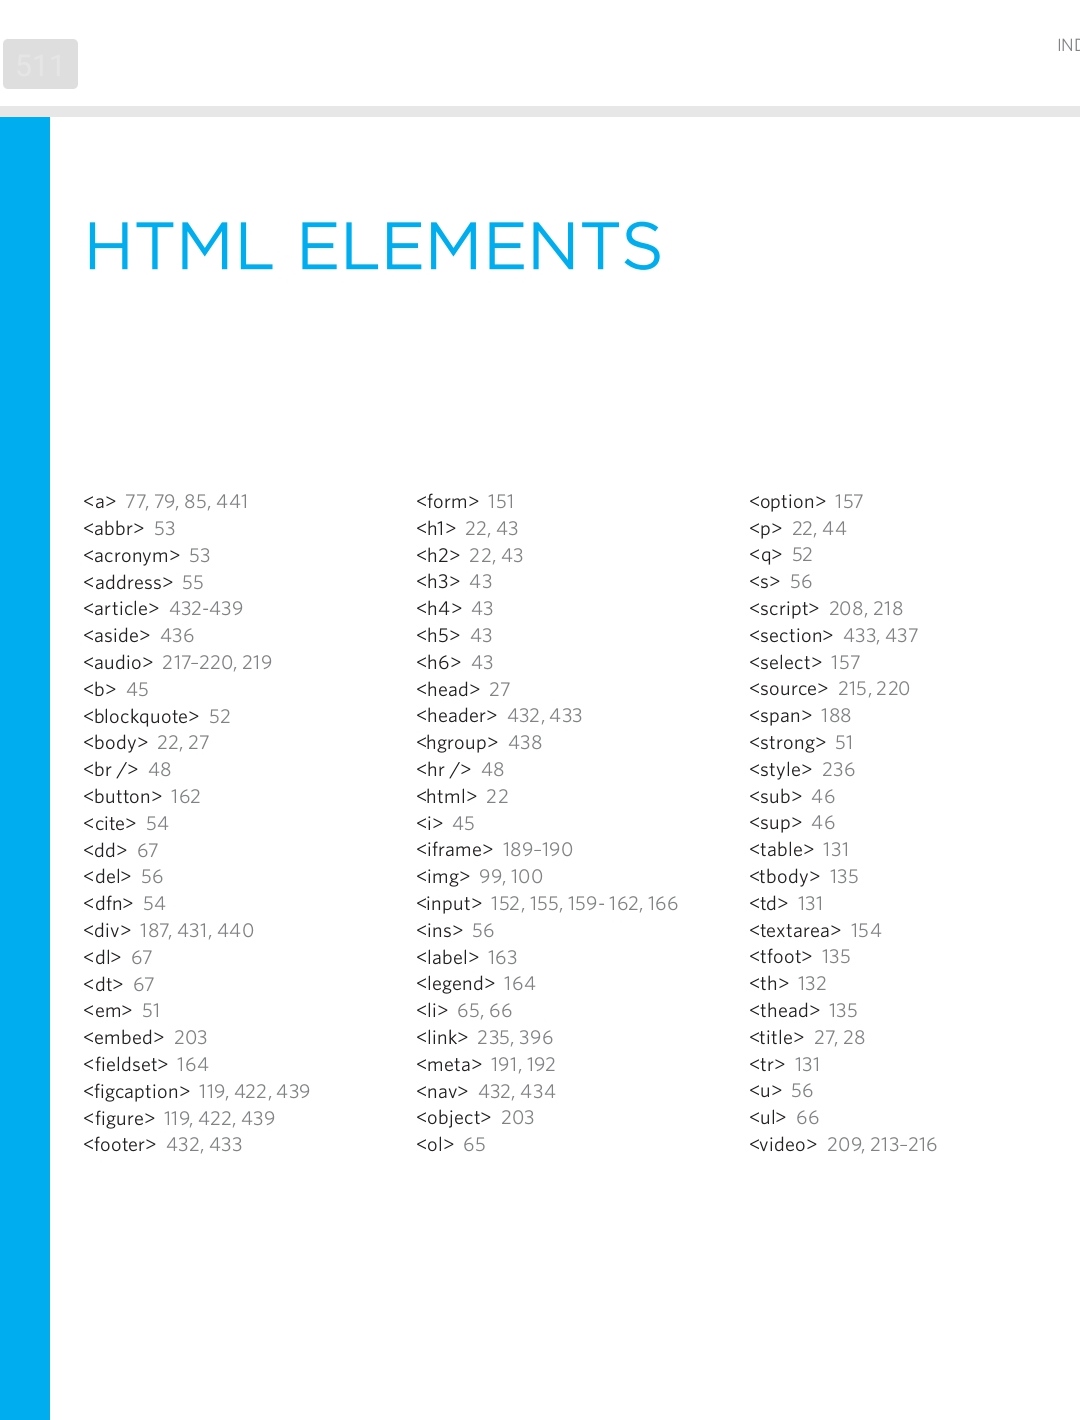 511
IND
HTML ELEMENTS
<a> 77, 79, 85, 441
<abbr> 53
<acronym> 53
<address> 55
<article> 432-439
<aside> 436
<audio> 217–220, 219
<b> 45
<blockquote> 52
<body> 22, 27
<br /> 48
<button> 162
<cite> 54
<dd> 67
<del> 56
<dfn> 54
<div> 187, 431, 440
<dl> 67
<dt> 67
<em> 51
<embed> 203
<fieldset> 164
<figcaption> 119, 422, 439
<figure> 119, 422, 439
<footer> 432, 433
<form> 151
<h1> 22, 43
<h2> 22, 43
<h3> 43
<h4> 43
<h5> 43
<h6> 43
<head> 27
<header> 432, 433
<hgroup> 438
<hr /> 48
<html> 22
<i> 45
<iframe> 189–190
<img> 99, 100
<input> 152, 155, 159- 162, 166
<ins> 56
<label> 163
<legend> 164
<li> 65, 66
<link> 235, 396
<meta> 191, 192
<nav> 432, 434
<object> 203
<ol> 65
<option> 157
<p> 22, 44
<q> 52
<s> 56
<script> 208, 218
<section> 433, 437
<select> 157
<source> 215, 220
<span> 188
<strong> 51
<style> 236
<sub> 46
<sup> 46
<table> 131
<tbody> 135
<td> 131
<textarea> 154
<tfoot> 135
<th> 132
<thead> 135
<title> 27, 28
<tr> 131
<u> 56
<ul> 66
<video> 209, 213–216